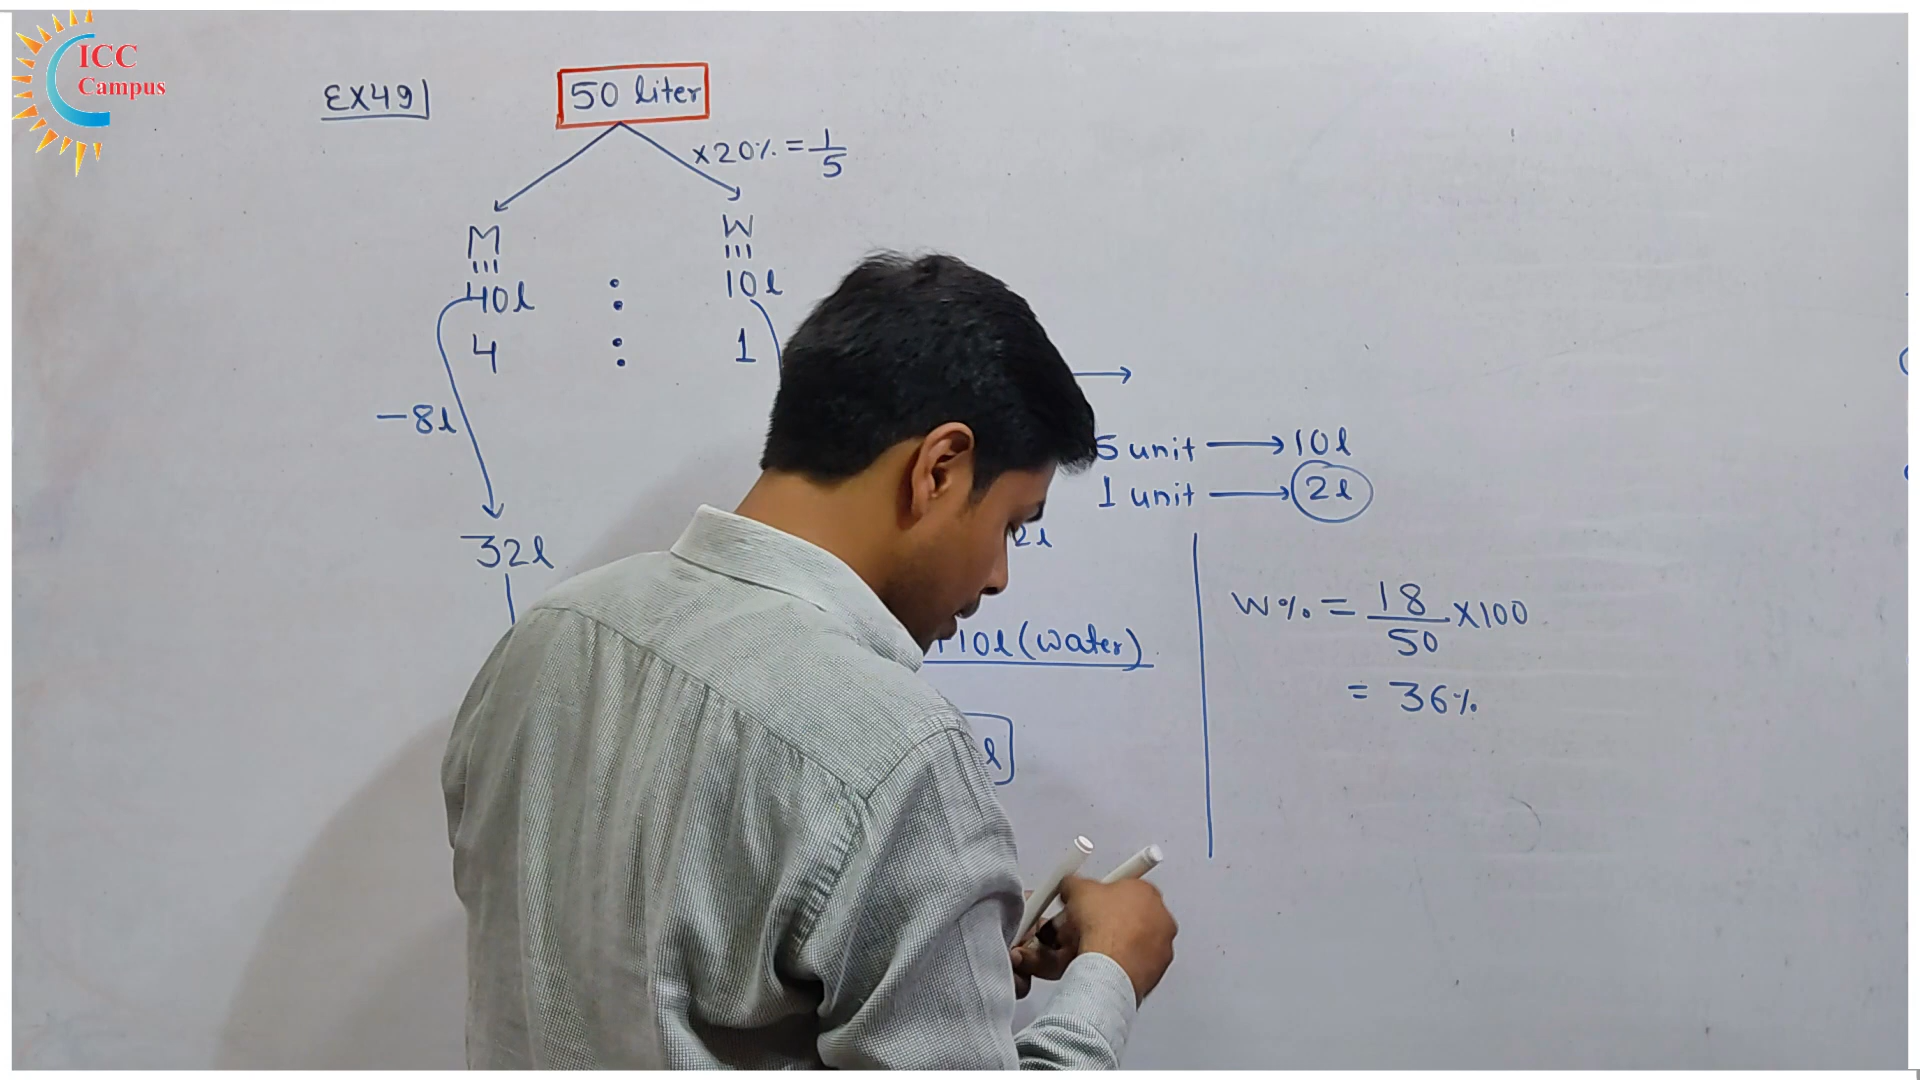 ICC
Campus
EX49
50 liter
×20% = 1/5
M W
40l : 10l
4 : 1
-8l
5 unit → 10l
1 unit → 2l
32l
2l
W% = 18/50 ×100
= 36%
+10l (water)
l